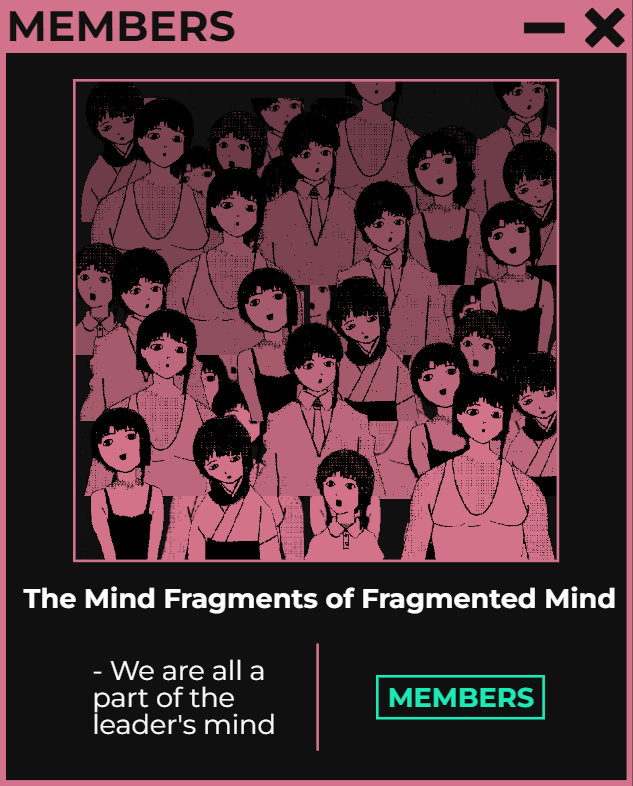 MEMBERS
The Mind Fragments of Fragmented Mind
- We are all a
part of the
leader's mind
MEMBERS